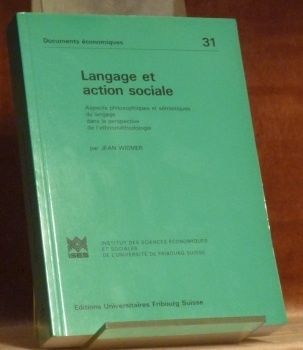 Documents économiques 31
Langage et
action sociale
Aspects philosophiques et sémiotiques
du langage
dans la perspective
de l'ethnométhodologie
par JEAN WIDMER
INSTITUT DES SCIENCES ÉCONOMIQUES
ET SOCIALES
DE L'UNIVERSITÉ DE FRIBOURG SUISSE
Editions Universitaires Fribourg Suisse